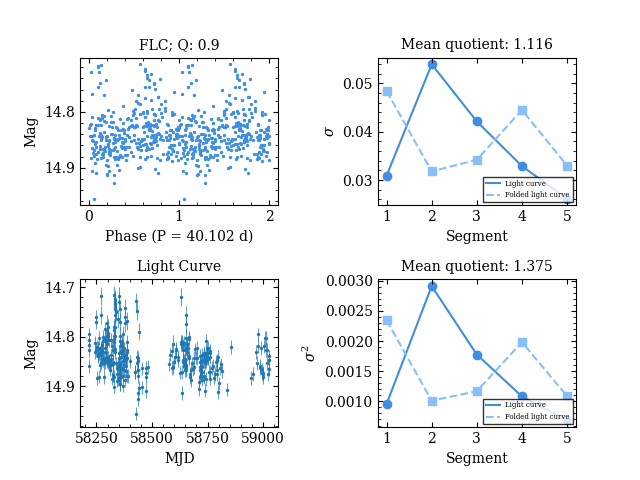 FLC; Q: 0.9
Mag
14.8
14.9
0
1
2
Phase (P = 40.102 d)
Mean quotient: 1.116
σ
0.05
0.04
0.03
1
2
3
4
5
Segment
Light curve
Folded light curve
Light Curve
Mag
14.7
14.8
14.9
58250
58500
58750
59000
MJD
Mean quotient: 1.375
σ²
0.0030
0.0025
0.0020
0.0015
0.0010
1
2
3
4
5
Segment
Light curve
Folded light curve